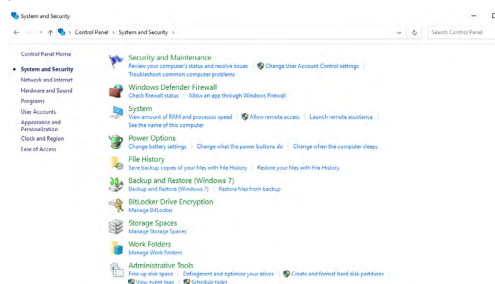 System and Security
Control Panel > System and Security >
Search Control Panel
Control Panel Home
System and Security
Network and Internet
Hardware and Sound
Programs
User Accounts
Appearance and
Personalization
Clock and Region
Ease of Access
Security and Maintenance
Review your computer's status and resolve issues | Change User Account Control settings |
Troubleshoot common computer problems
Windows Defender Firewall
Check firewall status | Allow an app through Windows Firewall
System
View amount of RAM and processor speed | Allow remote access | Launch remote assistance |
See the name of this computer
Power Options
Change battery settings | Change what the power buttons do | Change when the computer sleeps
File History
Save backup copies of your files with File History | Restore your files with File History
Backup and Restore (Windows 7)
Backup and Restore (Windows 7) | Restore files from backup
BitLocker Drive Encryption
Manage BitLocker
Storage Spaces
Manage Storage Spaces
Work Folders
Manage Work Folders
Administrative Tools
Free up disk space | Defragment and optimize your drives | Create and format hard disk partitions |
View event logs | Schedule tasks